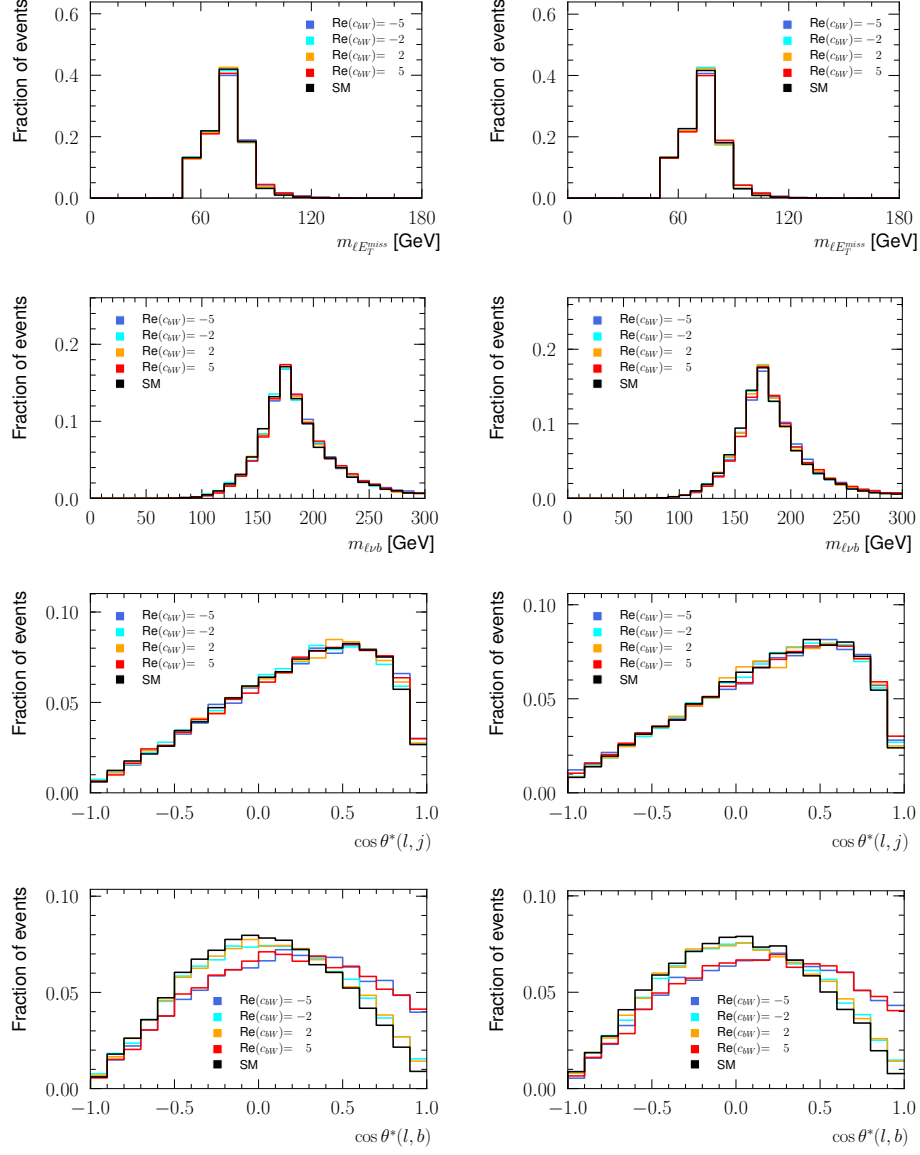 Fraction of events
0.6
0.4
0.2
0.0
Re(c_bW)= −5
Re(c_bW)= −2
Re(c_bW)= 2
Re(c_bW)= 5
SM
0 60 120 180
m_ℓE_T^miss [GeV]
Fraction of events
0.6
0.4
0.2
0.0
Re(c_bW)= −5
Re(c_bW)= −2
Re(c_bW)= 2
Re(c_bW)= 5
SM
0 60 120 180
m_ℓE_T^miss [GeV]
Fraction of events
0.2
0.1
0.0
Re(c_bW)= −5
Re(c_bW)= −2
Re(c_bW)= 2
Re(c_bW)= 5
SM
0 50 100 150 200 250 300
m_ℓνb [GeV]
Fraction of events
0.2
0.1
0.0
Re(c_bW)= −5
Re(c_bW)= −2
Re(c_bW)= 2
Re(c_bW)= 5
SM
0 50 100 150 200 250 300
m_ℓνb [GeV]
Fraction of events
0.10
0.05
0.00
Re(c_bW)= −5
Re(c_bW)= −2
Re(c_bW)= 2
Re(c_bW)= 5
SM
−1.0 −0.5 0.0 0.5 1.0
cos θ*(l, j)
Fraction of events
0.10
0.05
0.00
Re(c_bW)= −5
Re(c_bW)= −2
Re(c_bW)= 2
Re(c_bW)= 5
SM
−1.0 −0.5 0.0 0.5 1.0
cos θ*(l, j)
Fraction of events
0.10
0.05
0.00
Re(c_bW)= −5
Re(c_bW)= −2
Re(c_bW)= 2
Re(c_bW)= 5
SM
−1.0 −0.5 0.0 0.5 1.0
cos θ*(l, b)
Fraction of events
0.10
0.05
0.00
Re(c_bW)= −5
Re(c_bW)= −2
Re(c_bW)= 2
Re(c_bW)= 5
SM
−1.0 −0.5 0.0 0.5 1.0
cos θ*(l, b)